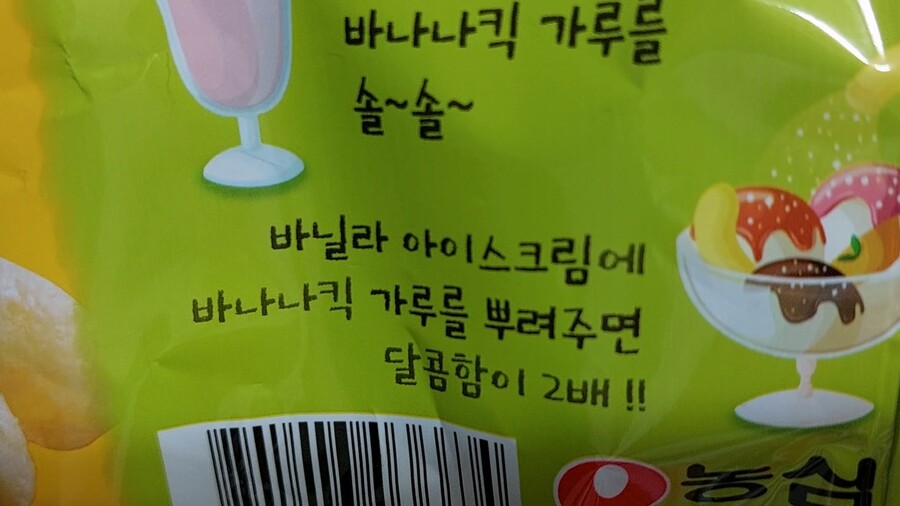 바나나킥 가루를
솔~솔~
바닐라 아이스크림에
바나나킥 가루를 뿌려주면
달콤함이 2배 !!
농심